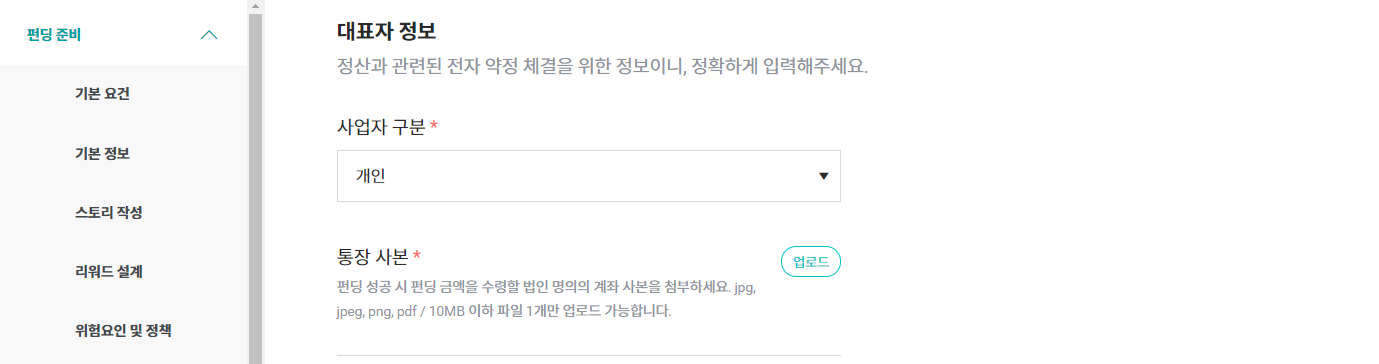 펀딩 준비
기본 요건
기본 정보
스토리 작성
리워드 설계
위험요인 및 정책
대표자 정보
정산과 관련된 전자 약정 체결을 위한 정보이니, 정확하게 입력해주세요.
사업자 구분 *
개인
통장 사본 *
업로드
펀딩 성공 시 펀딩 금액을 수령할 법인 명의의 계좌 사본을 첨부하세요. jpg,
jpeg, png, pdf / 10MB 이하 파일 1개만 업로드 가능합니다.